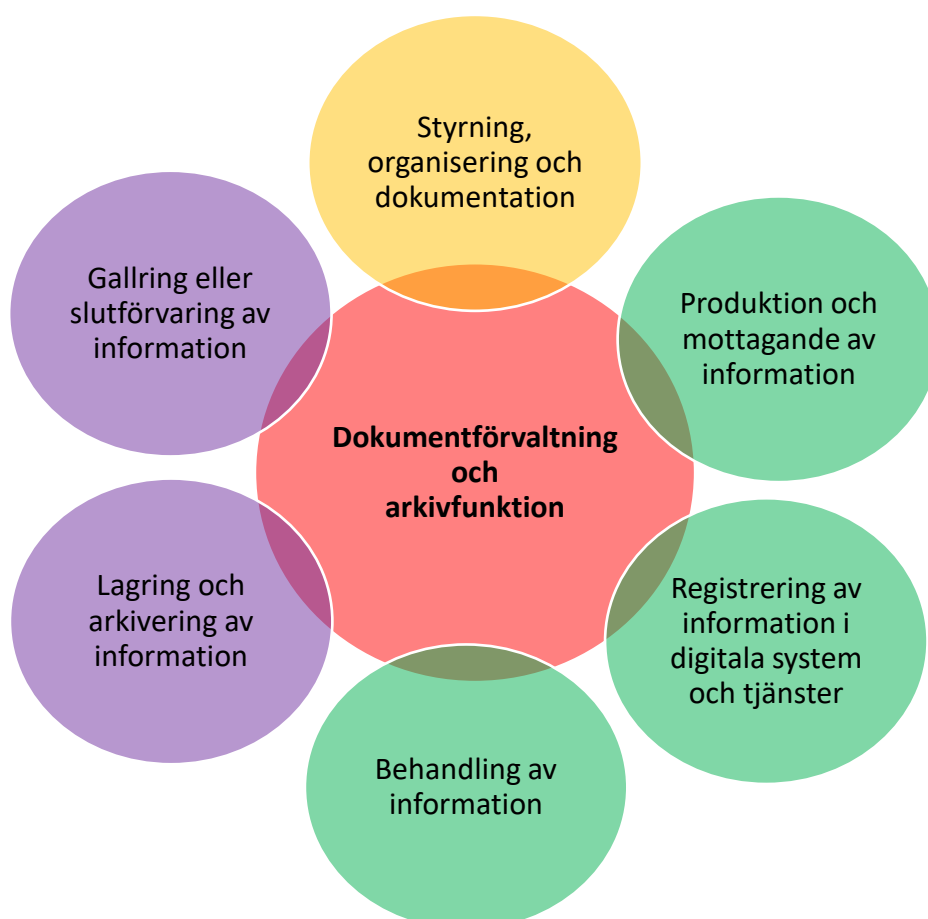 Styrning,
organisering och
dokumentation
Produktion och
mottagande av
information
Registrering av
information i
digitala system
och tjänster
Behandling av
information
Lagring och
arkivering av
information
Gallring eller
slutförvaring av
information
Dokumentförvaltning
och
arkivfunktion